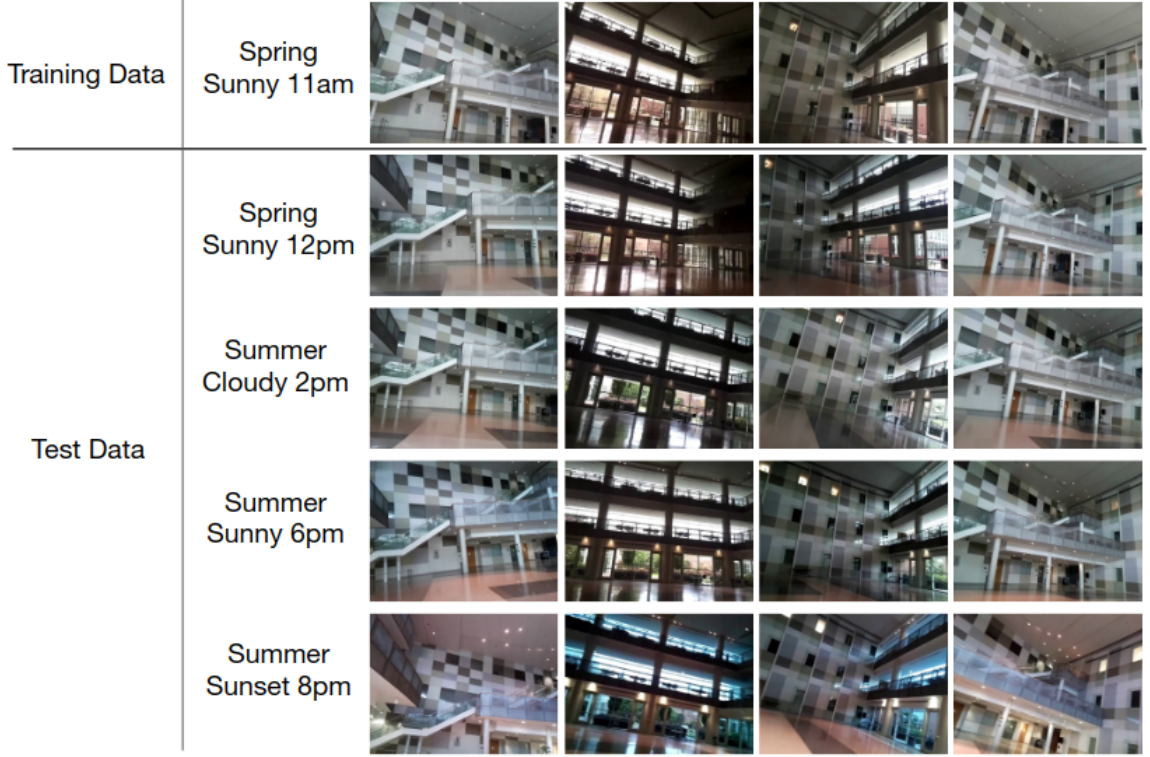 Training Data
Spring
Sunny 11am
Test Data
Spring
Sunny 12pm
Summer
Cloudy 2pm
Summer
Sunny 6pm
Summer
Sunset 8pm